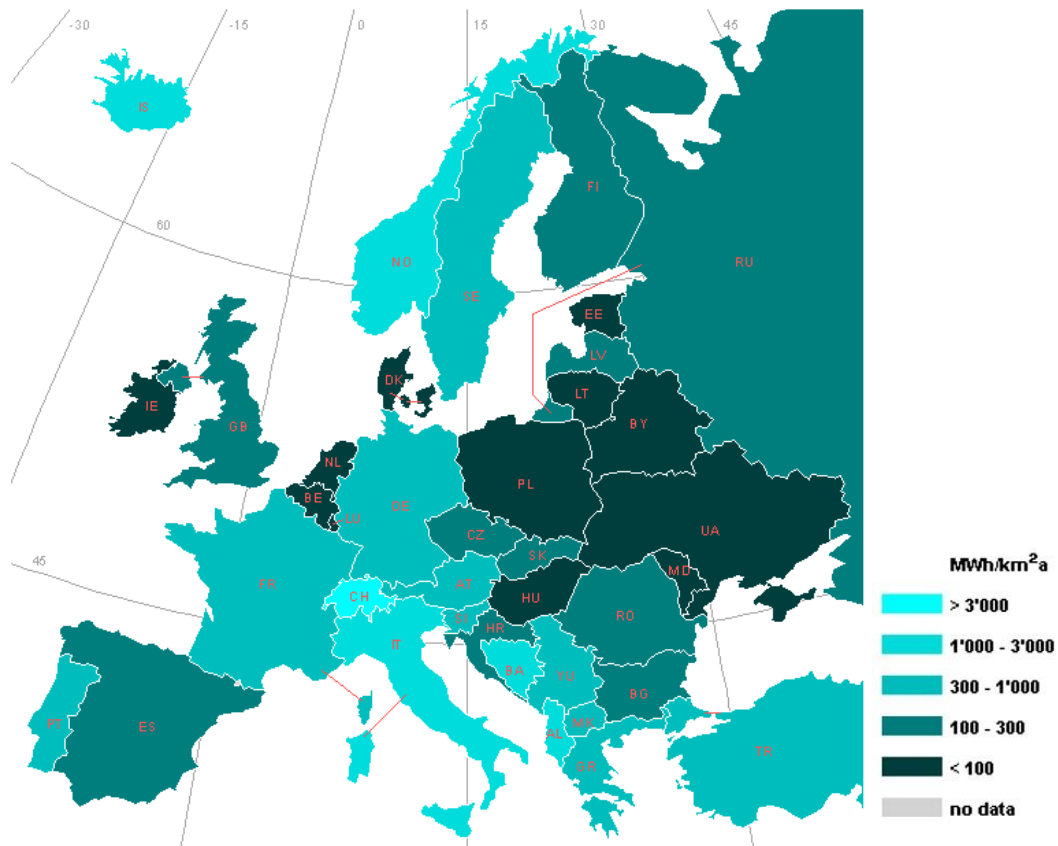 -30
-15
0
15
30
45
IS
60
FI
NO
RU
SE
EE
LV
DK
LT
IE
BY
GB
NL
PL
BE
DE
LU
CZ
UA
45
SK
MWh/km²a
FR
AT
MD
CH
HU
> 3'000
SI
HR
RO
IT
1'000 - 3'000
BA
YU
300 - 1'000
BG
PT
ES
MK
100 - 300
AL
TR
GR
< 100
no data